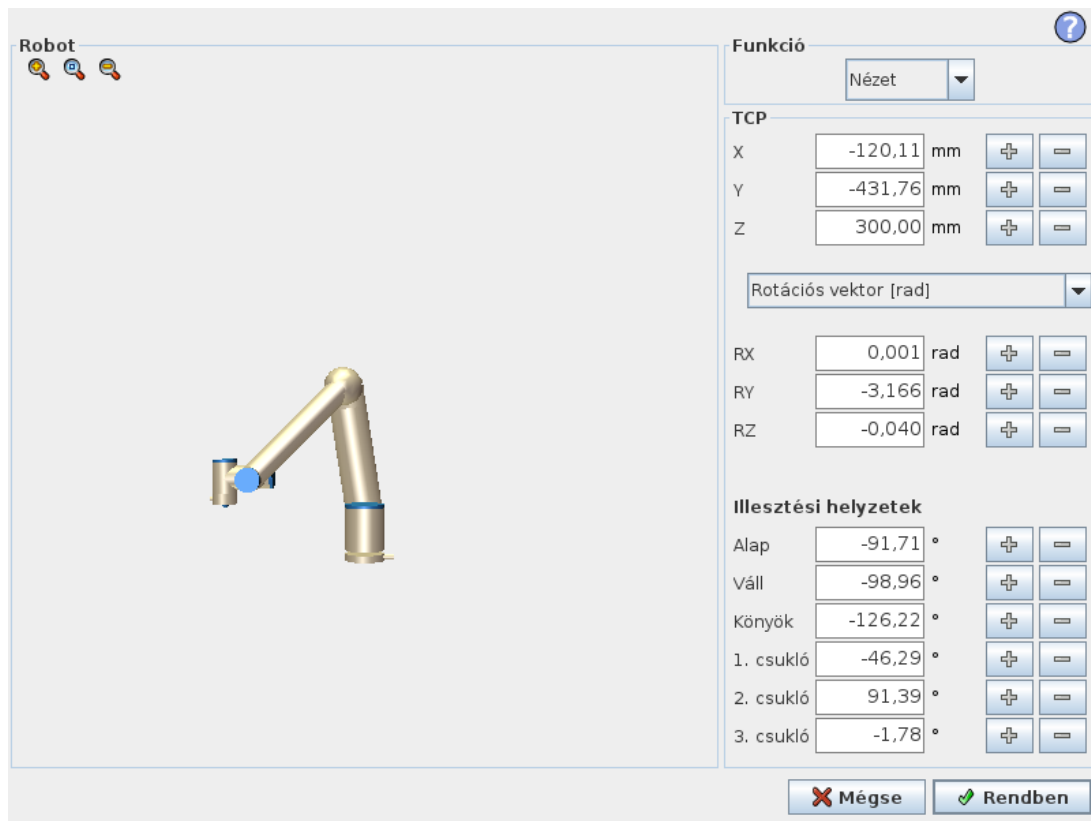 ?
Robot
Funkció
Nézet
TCP
X -120,11 mm
Y -431,76 mm
Z 300,00 mm
Rotációs vektor [rad]
RX 0,001 rad
RY -3,166 rad
RZ -0,040 rad
Illesztési helyzetek
Alap -91,71 °
Váll -98,96 °
Könyök -126,22 °
1. csukló -46,29 °
2. csukló 91,39 °
3. csukló -1,78 °
Mégse Rendben